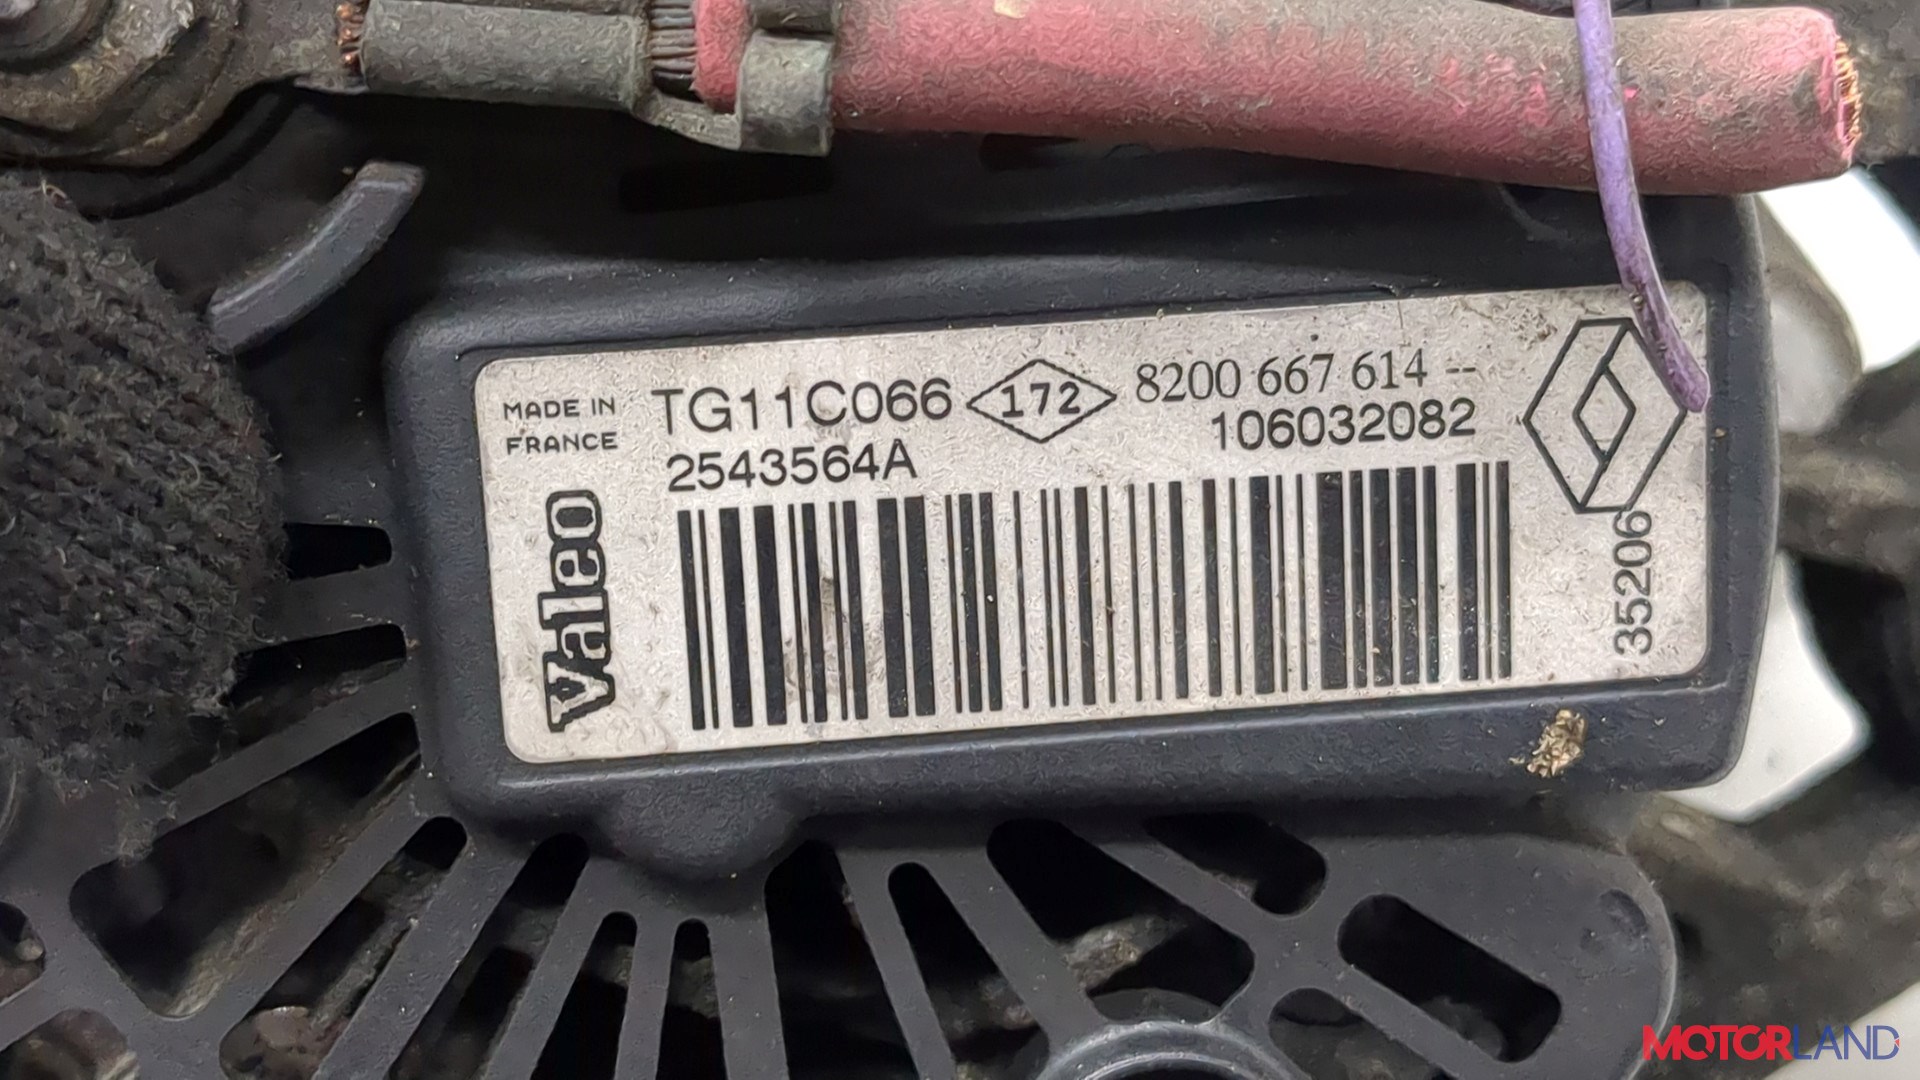 MADE IN
FRANCE
TG11C066
172
8200 667 614 --
2543564A
106032082
Valeo
35206
MOTORLAND